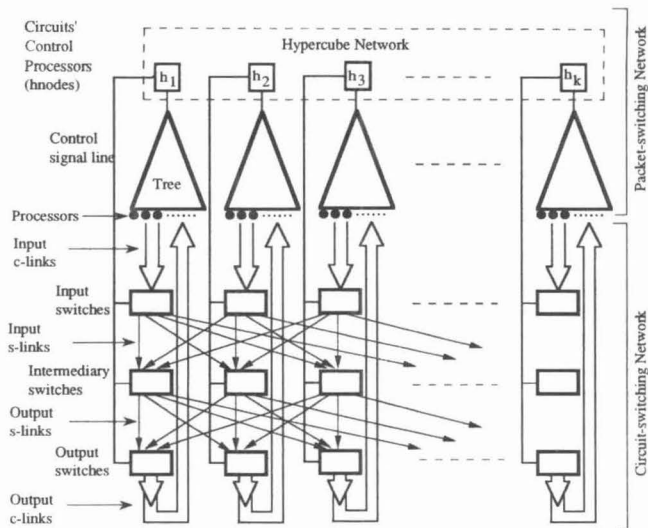 Circuits'
Control
Processors
(hnodes)
Hypercube Network
h1
h2
h3
hk
Packet-switching Network
Control
signal line
Tree
Processors
Input
c-links
Input
switches
Input
s-links
Intermediary
switches
Output
s-links
Output
switches
Output
c-links
Circuit-switching Network